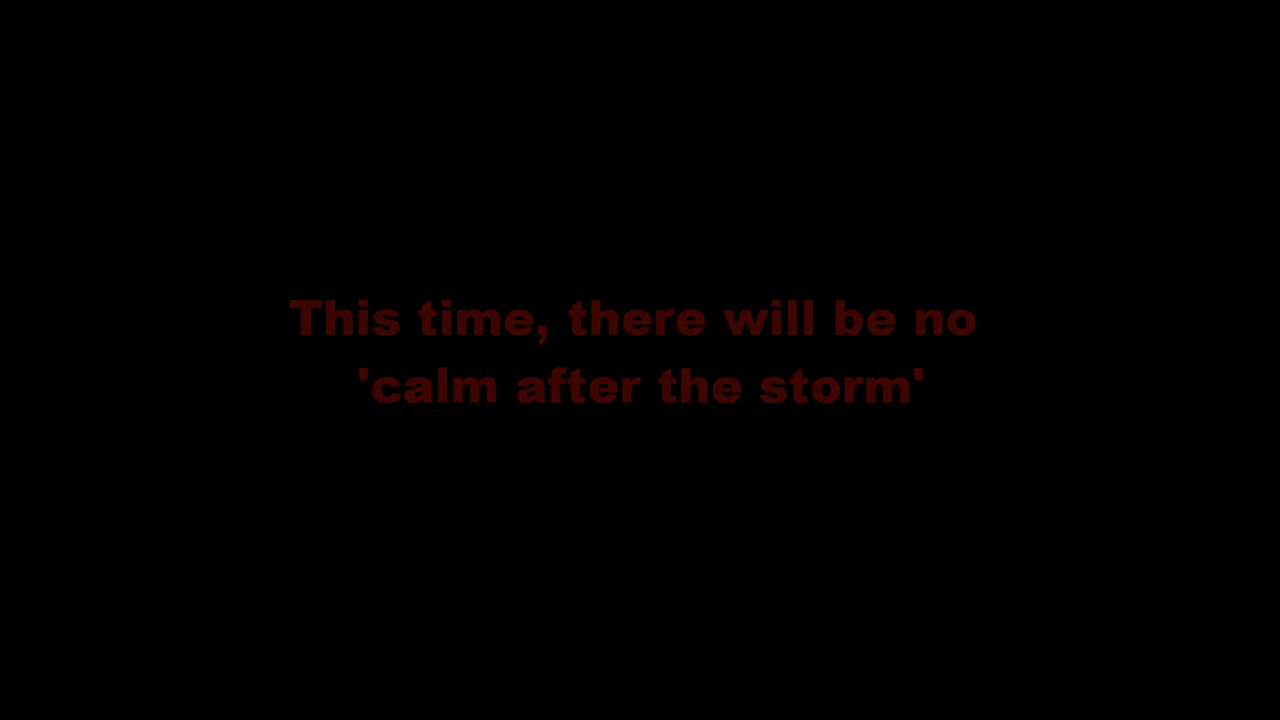 This time, there will be no
'calm after the storm'